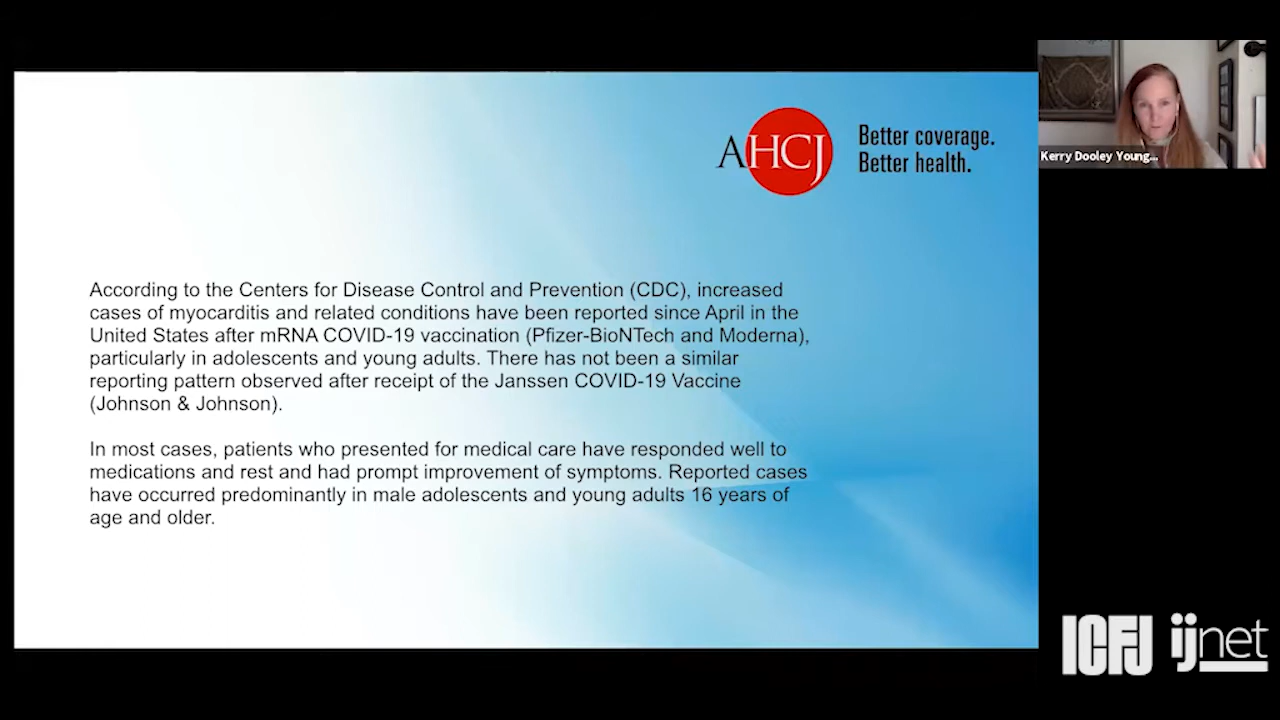 AHCJ
Better coverage.
Better health.
Kerry Dooley Young...
According to the Centers for Disease Control and Prevention (CDC), increased
cases of myocarditis and related conditions have been reported since April in the
United States after mRNA COVID-19 vaccination (Pfizer-BioNTech and Moderna),
particularly in adolescents and young adults. There has not been a similar
reporting pattern observed after receipt of the Janssen COVID-19 Vaccine
(Johnson & Johnson).
In most cases, patients who presented for medical care have responded well to
medications and rest and had prompt improvement of symptoms. Reported cases
have occurred predominantly in male adolescents and young adults 16 years of
age and older.
ICFJ
ijnet